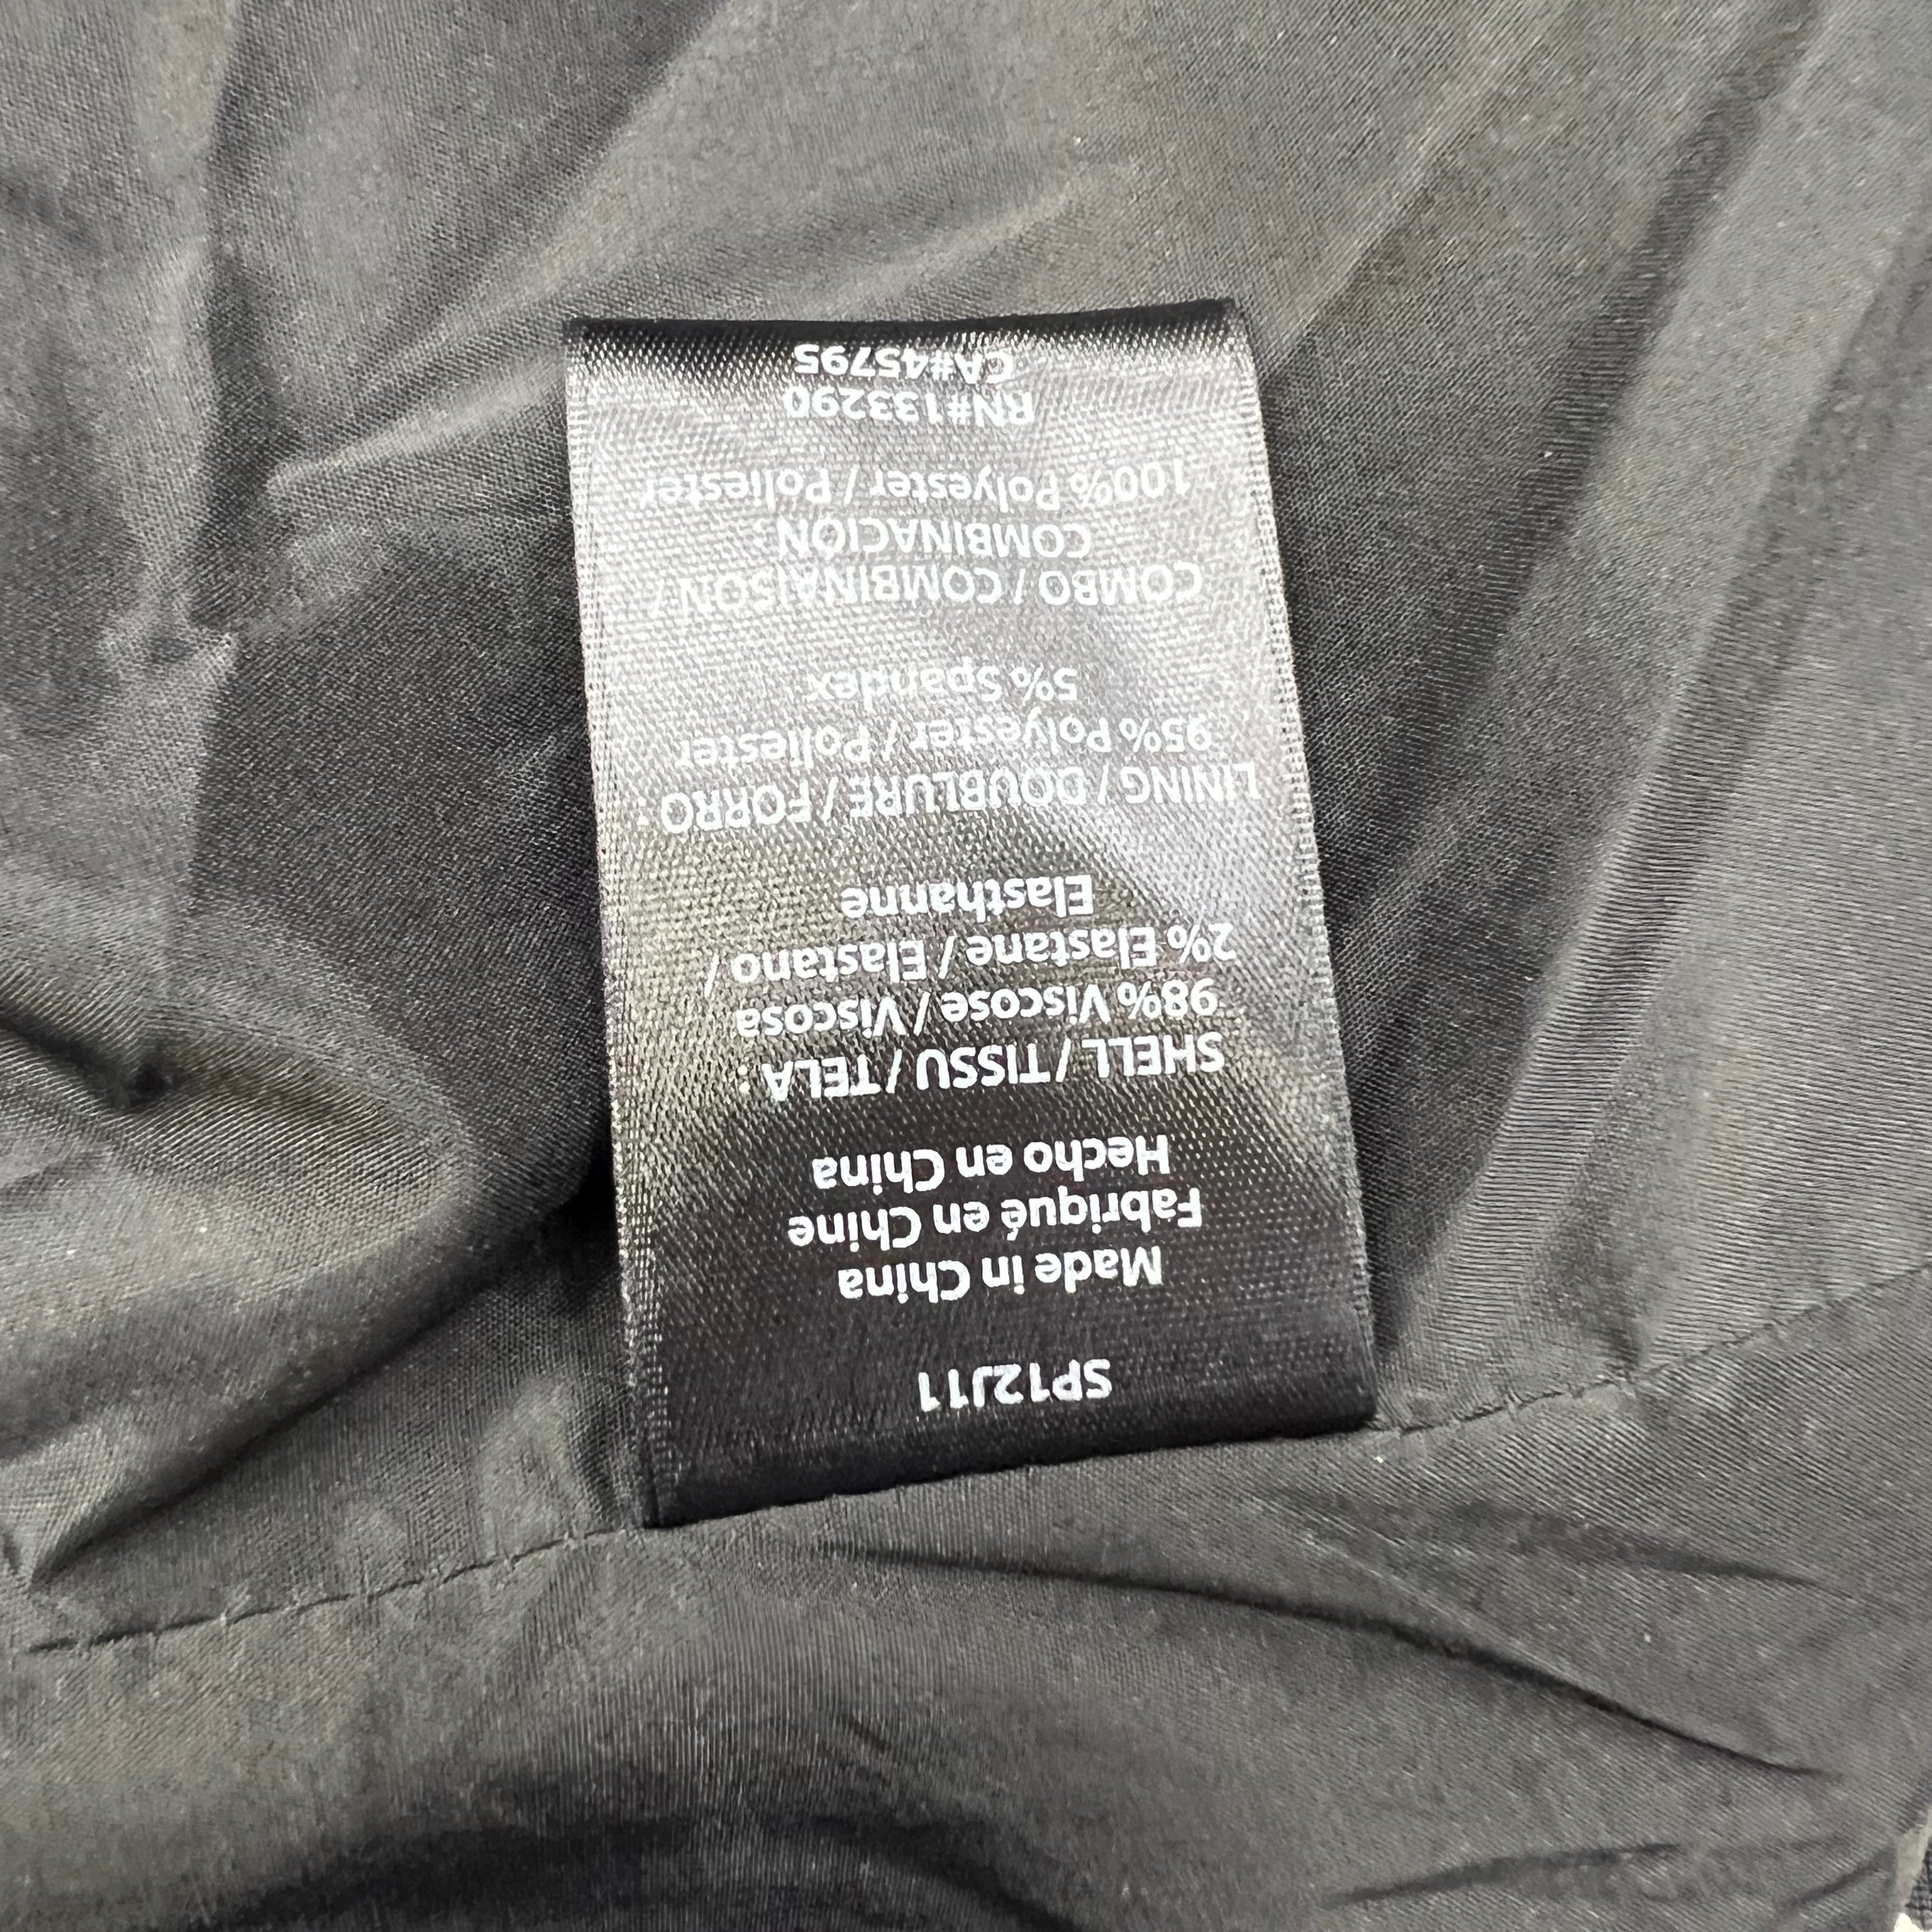 SP12J11
Made in China
Fabriqué en Chine
Hecho en China
SHELL / TISSU / TELA :
98% Viscose / Viscosa
2% Elastane / Elastano /
Elasthanne
LINING / DOUBLURE / FORRO :
95% Polyester / Poliester
5% Spandex
COMBO / COMBINAISON /
COMBINACIÓN :
100% Polyester / Poliester
RN#133290
CA#45795